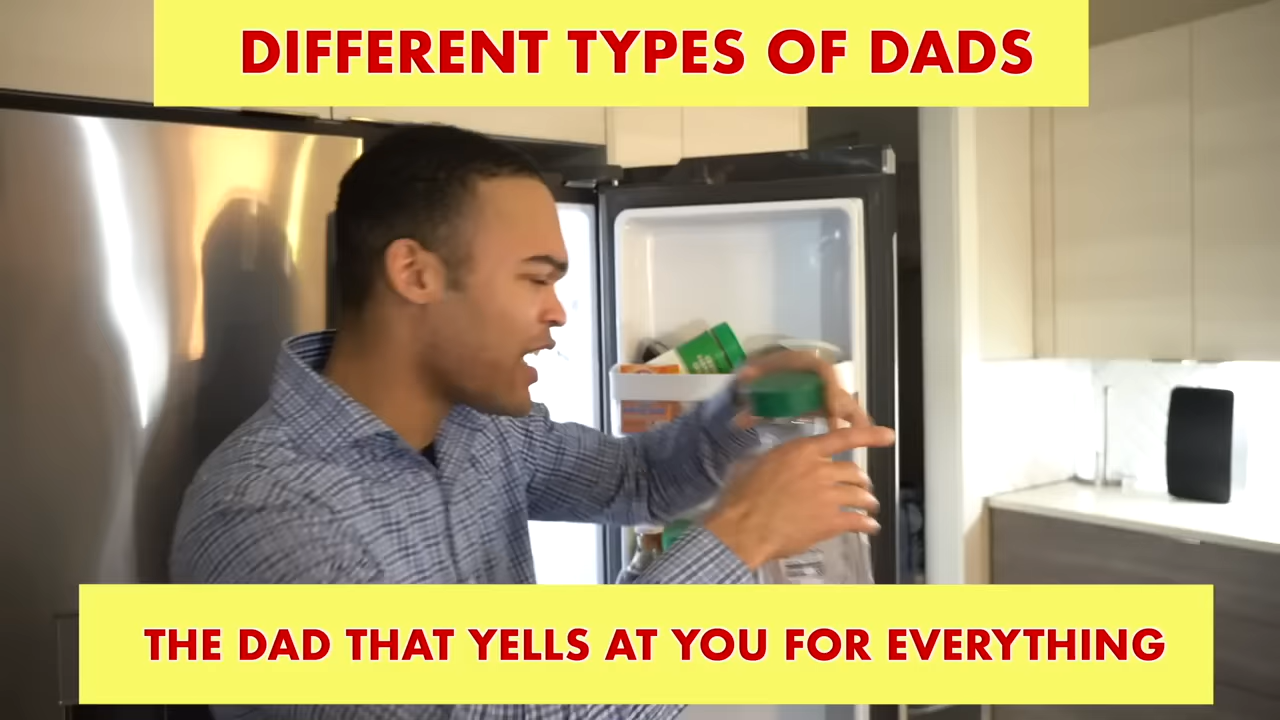 DIFFERENT TYPES OF DADS
THE DAD THAT YELLS AT YOU FOR EVERYTHING